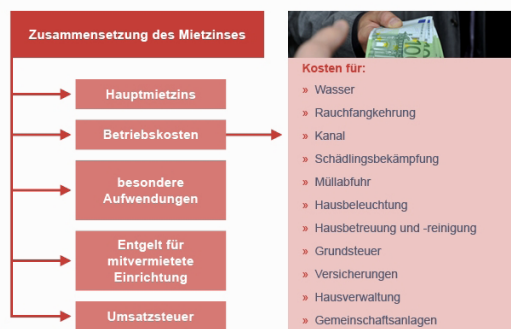 Zusammensetzung des Mietzinses
Hauptmietzins
Betriebskosten
besondere
Aufwendungen
Entgelt für
mitvermietete
Einrichtung
Umsatzsteuer
Kosten für:
» Wasser
» Rauchfangkehrung
» Kanal
» Schädlingsbekämpfung
» Müllabfuhr
» Hausbeleuchtung
» Hausbetreuung und -reinigung
» Grundsteuer
» Versicherungen
» Hausverwaltung
» Gemeinschaftsanlagen